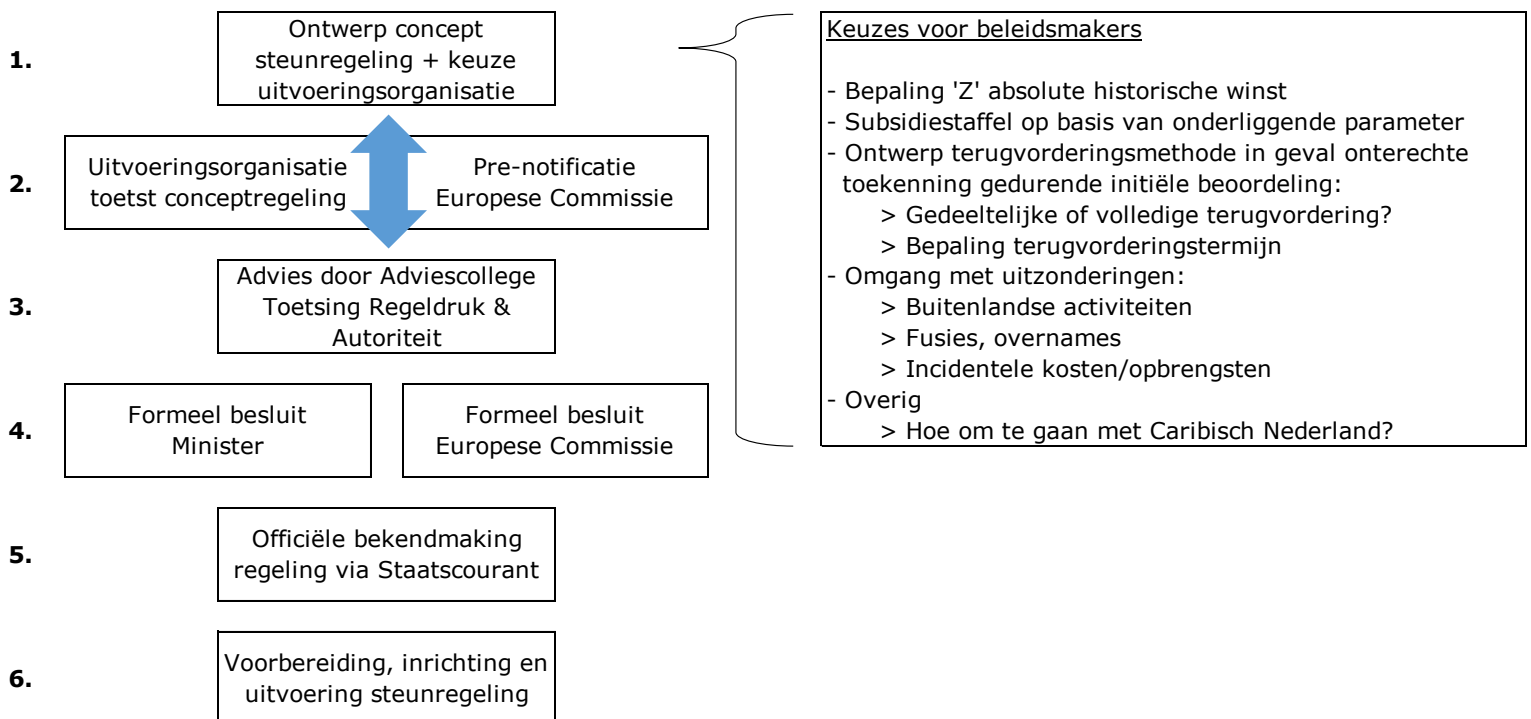 1.
Ontwerp concept
steunregeling + keuze
uitvoeringsorganisatie
2.
Uitvoeringsorganisatie
toetst conceptregeling
Pre-notificatie
Europese Commissie
3.
Advies door Adviescollege
Toetsing Regeldruk &
Autoriteit
4.
Formeel besluit
Minister
Formeel besluit
Europese Commissie
5.
Officiële bekendmaking
regeling via Staatscourant
6.
Voorbereiding, inrichting en
uitvoering steunregeling
Keuzes voor beleidsmakers
- Bepaling 'Z' absolute historische winst
- Subsidiestaffel op basis van onderliggende parameter
- Ontwerp terugvorderingsmethode in geval onterechte
toekenning gedurende initiële beoordeling:
> Gedeeltelijke of volledige terugvordering?
> Bepaling terugvorderingstermijn
- Omgang met uitzonderingen:
> Buitenlandse activiteiten
> Fusies, overnames
> Incidentele kosten/opbrengsten
- Overig
> Hoe om te gaan met Caribisch Nederland?